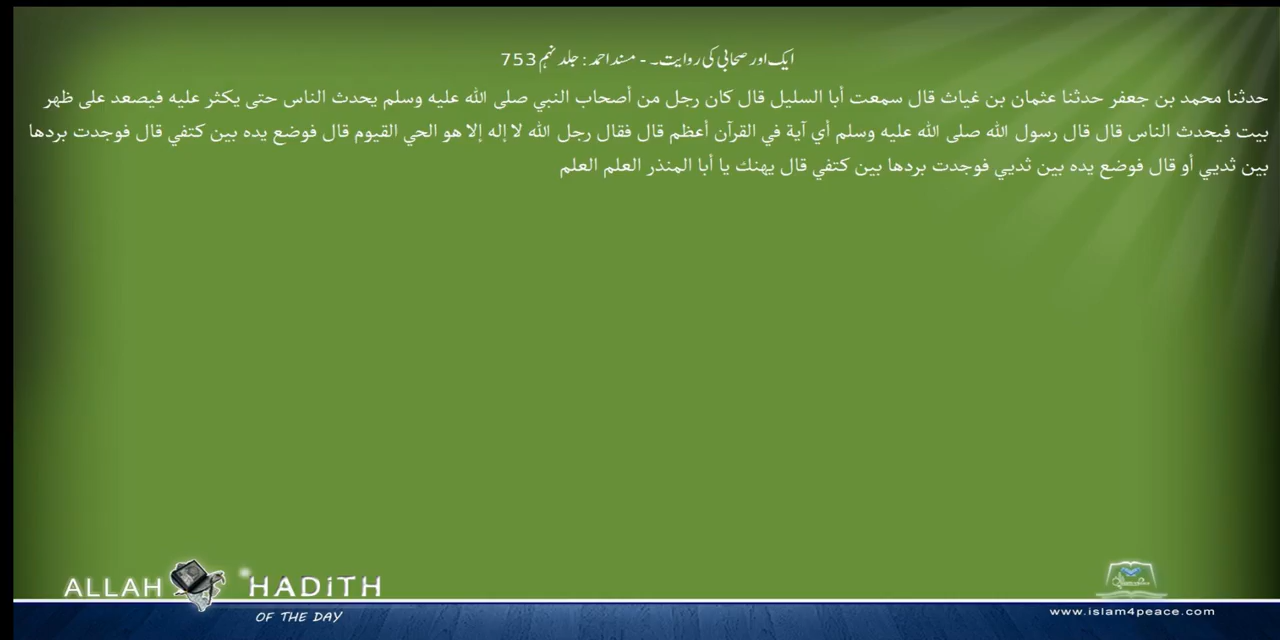 ایک اور صحابی کی روایت۔ - مسند احمد : جلد نہم 753
حدثنا محمد بن جعفر حدثنا عثمان بن غياث قال سمعت أبا السليل قال كان رجل من أصحاب النبي صلى الله عليه وسلم يحدث الناس حتى يكثر عليه فيصعد على ظهر
بيت فيحدث الناس قال قال رسول الله صلى الله عليه وسلم أي آية في القرآن أعظم قال فقال رجل الله لا إله إلا هو الحي القيوم قال فوضع يده بين كتفي قال فوجدت بردها
بين ثديي أو قال فوضع يده بين ثديي فوجدت بردها بين كتفي قال يهنك يا أبا المنذر العلم العلم
ALLAH HADITH
OF THE DAY
www.islam4peace.com